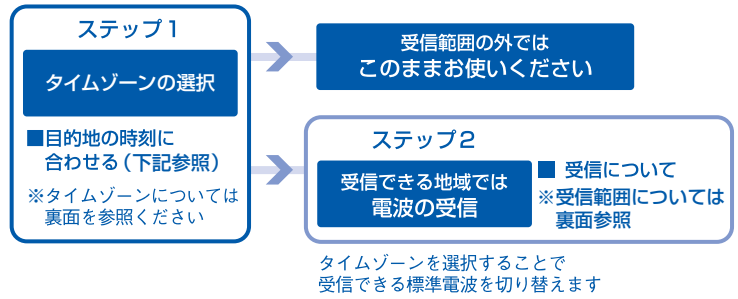 ステップ1
タイムゾーンの選択
■目的地の時刻に
合わせる（下記参照）
※タイムゾーンについては
裏面を参照ください
受信範囲の外では
このままお使いください
ステップ2
受信できる地域では
電波の受信
■ 受信について
※受信範囲については
裏面参照
タイムゾーンを選択することで
受信できる標準電波を切り替えます